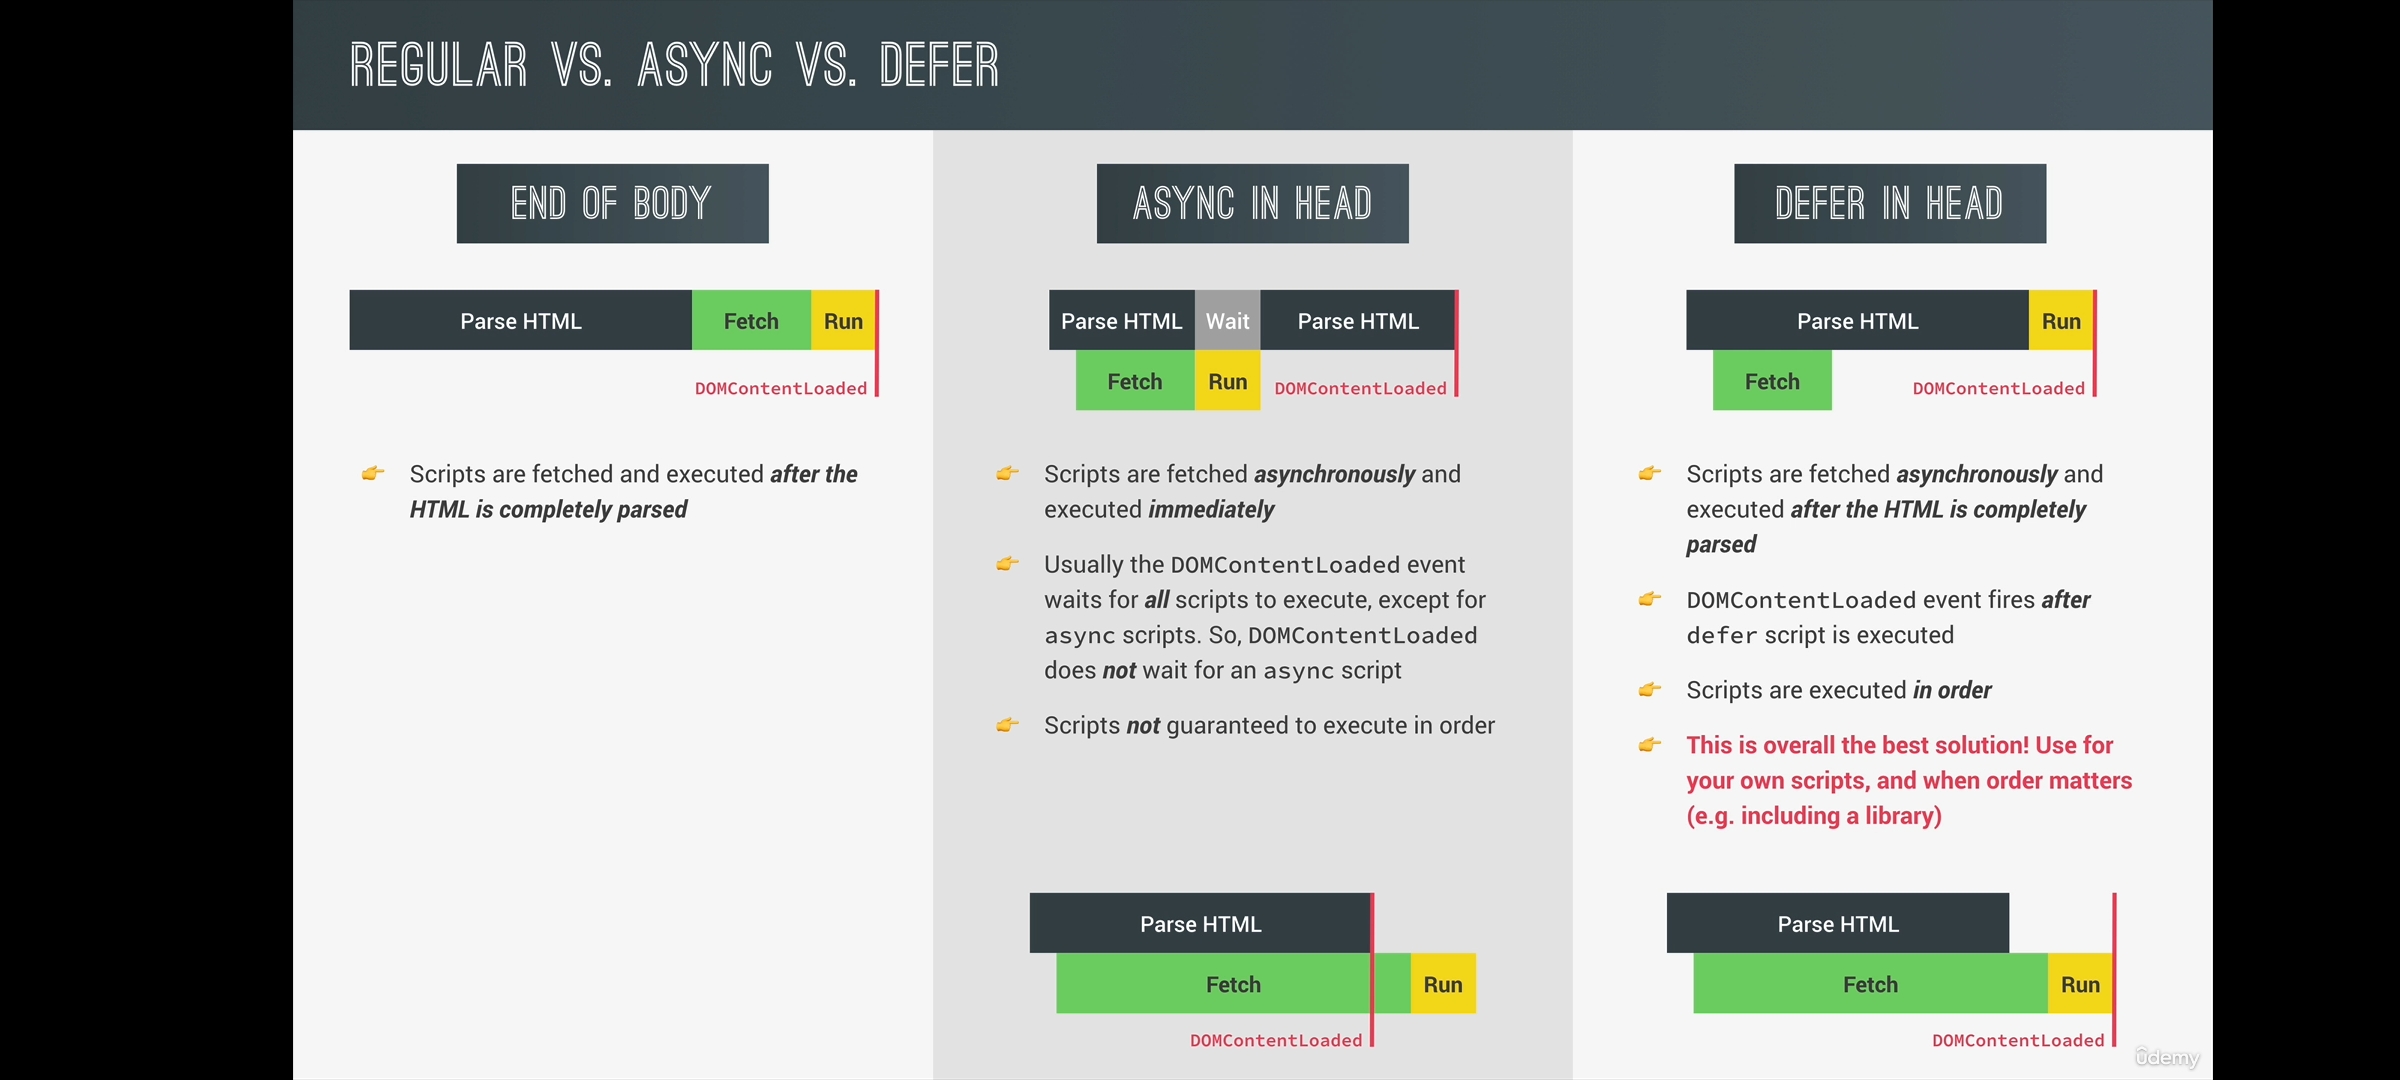 REGULAR VS. ASYNC VS. DEFER
END OF BODY
Parse HTML
Fetch
Run
DOMContentLoaded
Scripts are fetched and executed after the
HTML is completely parsed
ASYNC IN HEAD
Parse HTML
Wait
Parse HTML
Fetch
Run
DOMContentLoaded
Scripts are fetched asynchronously and
executed immediately
Usually the DOMContentLoaded event
waits for all scripts to execute, except for
async scripts. So, DOMContentLoaded
does not wait for an async script
Scripts not guaranteed to execute in order
Parse HTML
Fetch
Run
DOMContentLoaded
DEFER IN HEAD
Parse HTML
Run
Fetch
DOMContentLoaded
Scripts are fetched asynchronously and
executed after the HTML is completely
parsed
DOMContentLoaded event fires after
defer script is executed
Scripts are executed in order
This is overall the best solution! Use for
your own scripts, and when order matters
(e.g. including a library)
Parse HTML
Fetch
Run
DOMContentLoaded
ûdemy